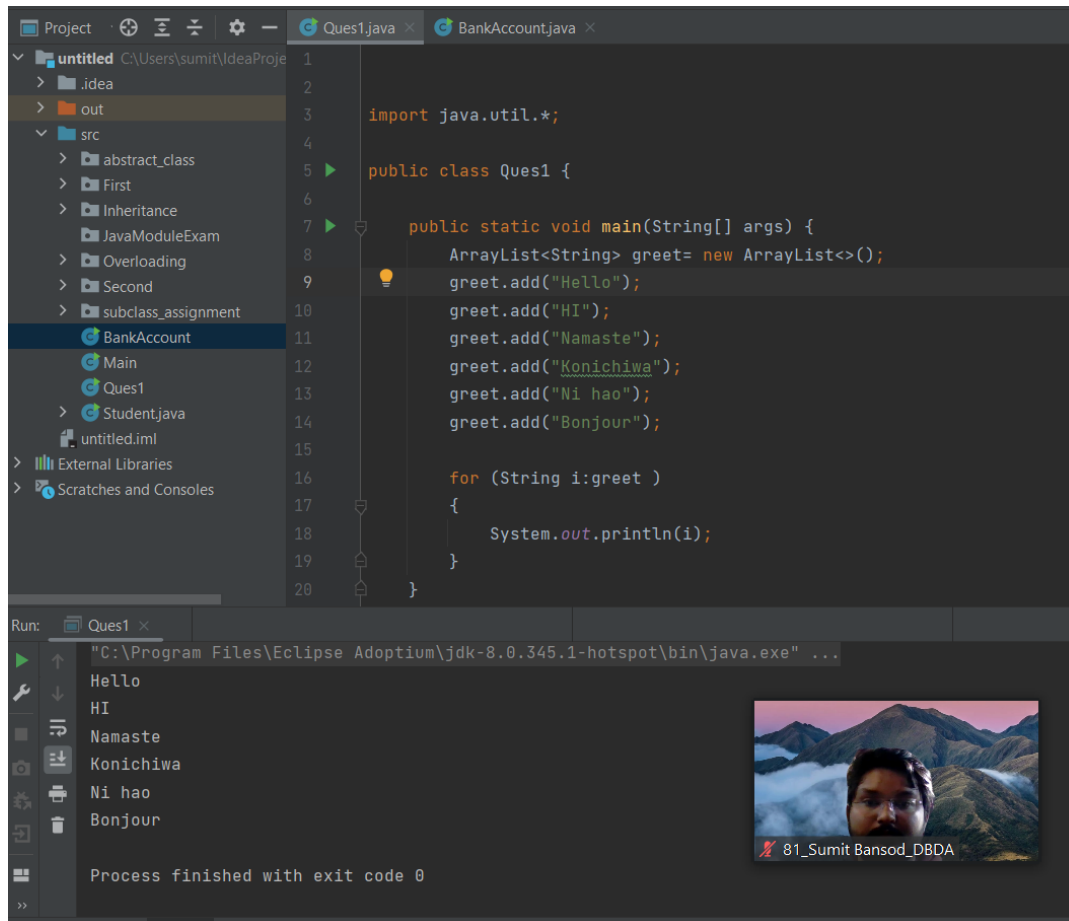 Project
Ques1.java
BankAccount.java
untitled C:\Users\sumit\IdeaProje
.idea
out
src
abstract_class
First
Inheritance
JavaModuleExam
Overloading
Second
subclass_assignment
BankAccount
Main
Ques1
Student.java
untitled.iml
External Libraries
Scratches and Consoles
1
2
3 import java.util.*;
4
5 public class Ques1 {
6
7 public static void main(String[] args) {
8 ArrayList<String> greet= new ArrayList<>();
9 greet.add("Hello");
10 greet.add("HI");
11 greet.add("Namaste");
12 greet.add("Konichiwa");
13 greet.add("Ni hao");
14 greet.add("Bonjour");
15
16 for (String i:greet )
17 {
18 System.out.println(i);
19 }
20 }
Run: Ques1
"C:\Program Files\Eclipse Adoptium\jdk-8.0.345.1-hotspot\bin\java.exe" ...
Hello
HI
Namaste
Konichiwa
Ni hao
Bonjour
Process finished with exit code 0
81_Sumit Bansod_DBDA